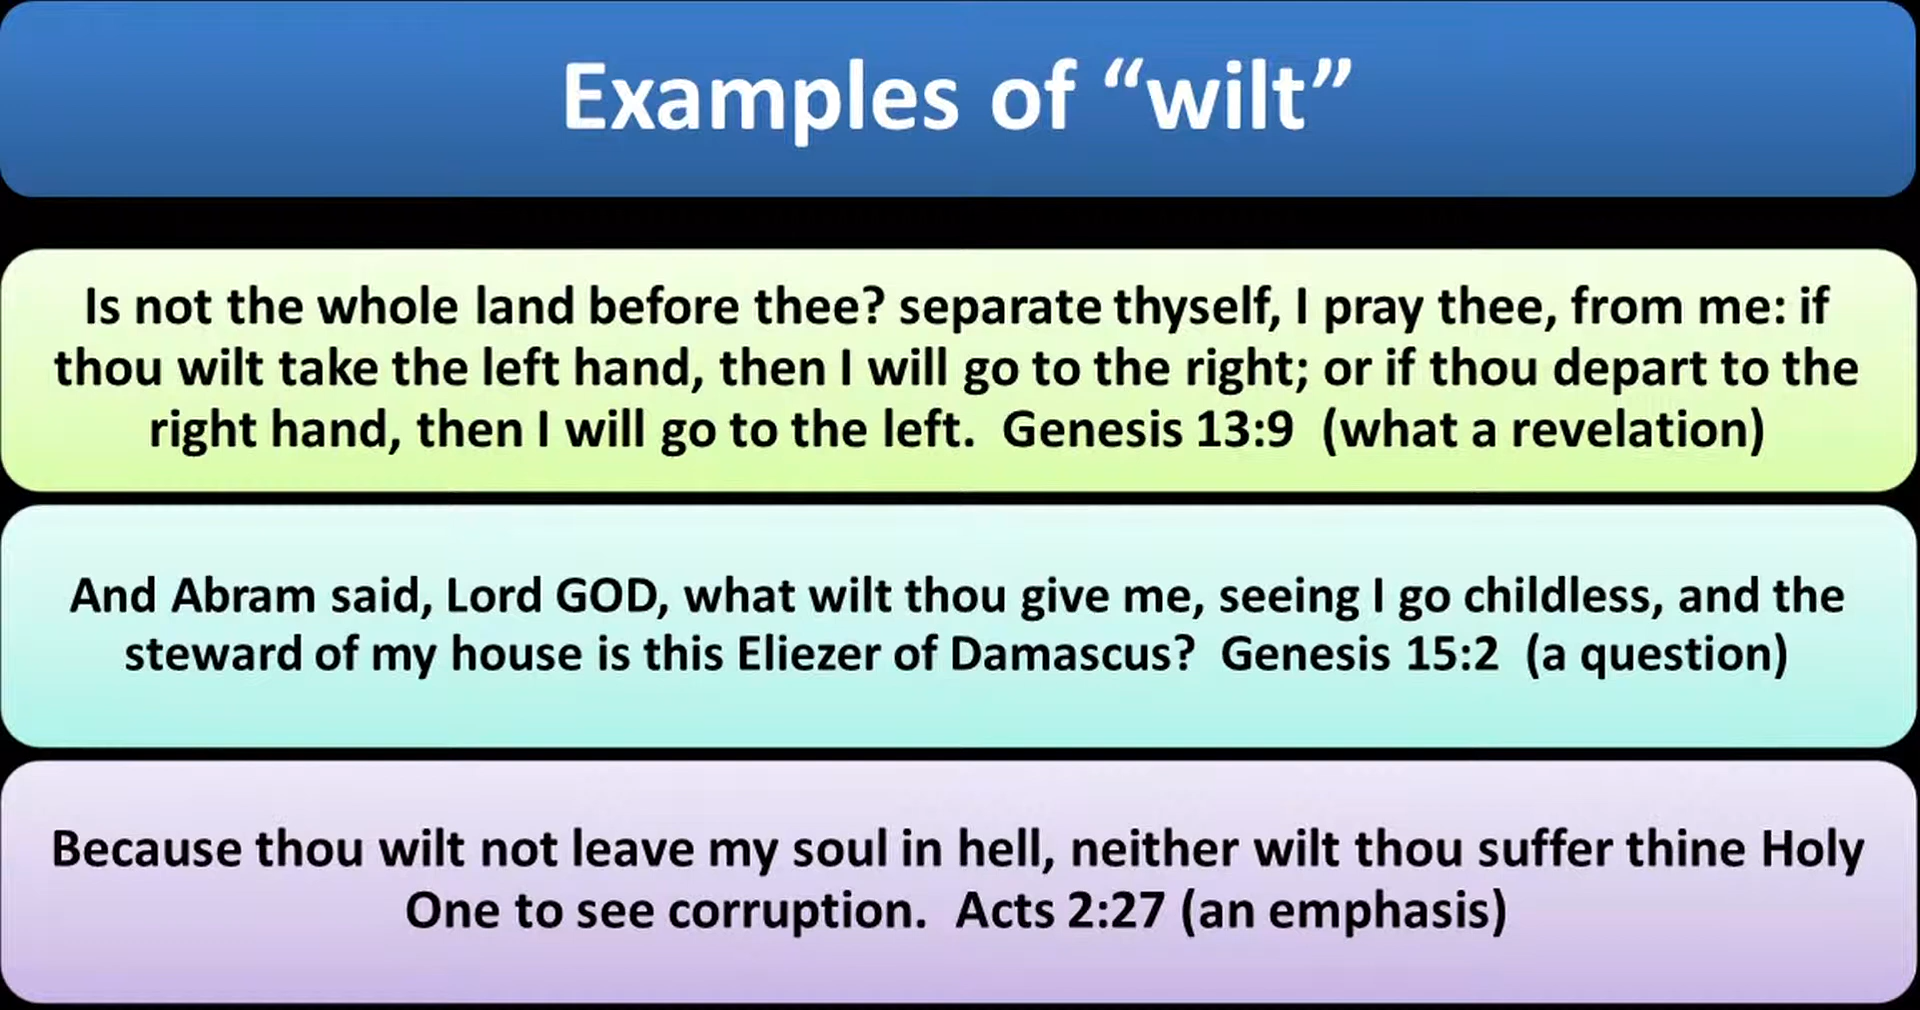 Examples of “wilt”
Is not the whole land before thee? separate thyself, I pray thee, from me: if
thou wilt take the left hand, then I will go to the right; or if thou depart to the
right hand, then I will go to the left.  Genesis 13:9  (what a revelation)
And Abram said, Lord GOD, what wilt thou give me, seeing I go childless, and the
steward of my house is this Eliezer of Damascus?  Genesis 15:2  (a question)
Because thou wilt not leave my soul in hell, neither wilt thou suffer thine Holy
One to see corruption.  Acts 2:27 (an emphasis)